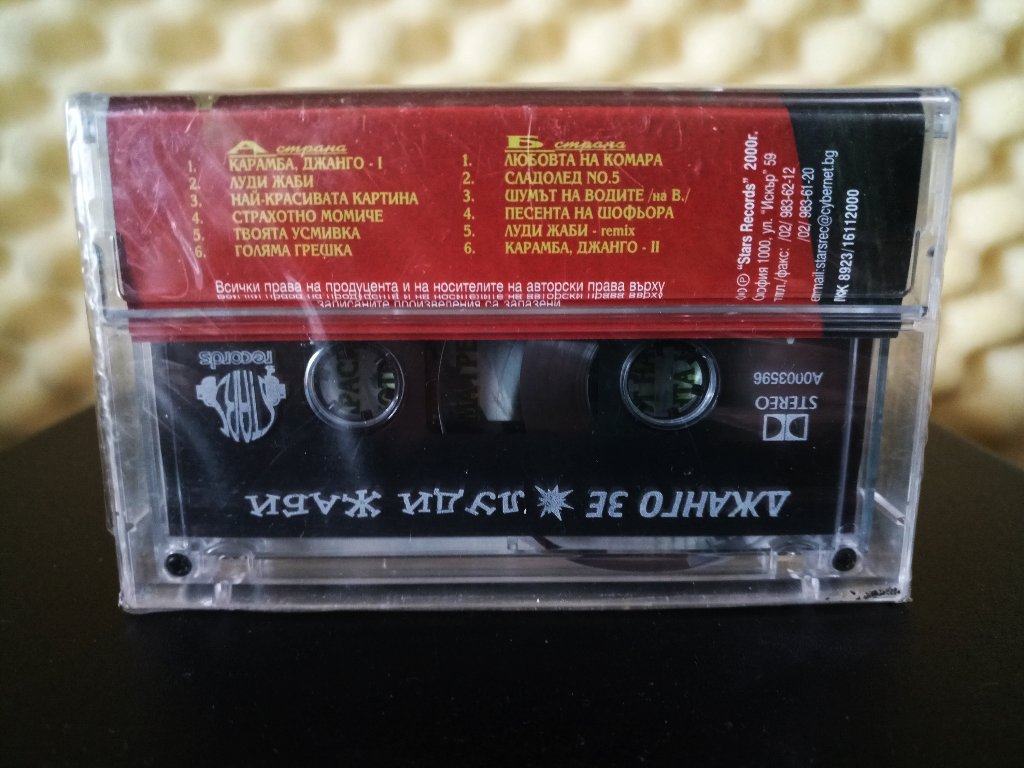 А страна
1. КАРАМБА, ДЖАНГО - I
2. ЛУДИ ЖАБИ
3. НАЙ-КРАСИВАТА КАРТИНА
4. СТРАХОТНО МОМИЧЕ
5. ТВОЯТА УСМИВКА
6. ГОЛЯМА ГРЕШКА
Б страна
1. ЛЮБОВТА НА КОМАРА
2. СЛАДОЛЕД NO.5
3. ШУМЪТ НА ВОДИТЕ /на В./
4. ПЕСЕНТА НА ШОФЬОРА
5. ЛУДИ ЖАБИ - remix
6. КАРАМБА, ДЖАНГО - II
Всички права на продуцента и на носителите на авторски права върху
записаните произведения са запазени
(c) (P) "Stars Records" 2000г.
София 1000, ул. "Искър" 59
тел./факс: /02/ 983-62-12
/02/ 983-61-20
email:starsrec@cybernet.bg
КК 8923/16112000
STARS
records
A0003596
STEREO
ДЖАНГО ЗЕ ЛУДИ ЖАБИ